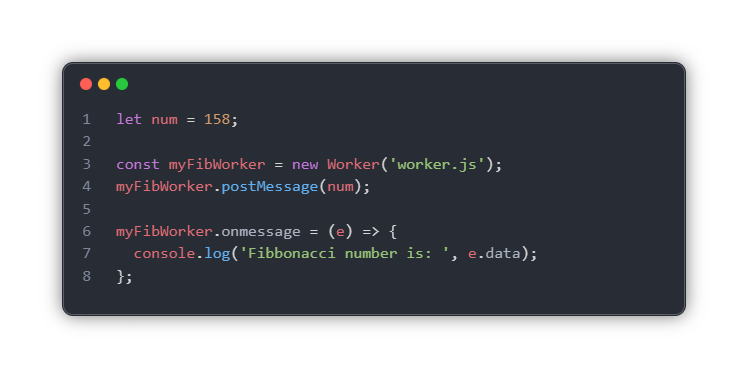 1 let num = 158;
2
3 const myFibWorker = new Worker('worker.js');
4 myFibWorker.postMessage(num);
5
6 myFibWorker.onmessage = (e) => {
7   console.log('Fibbonacci number is: ', e.data);
8 };